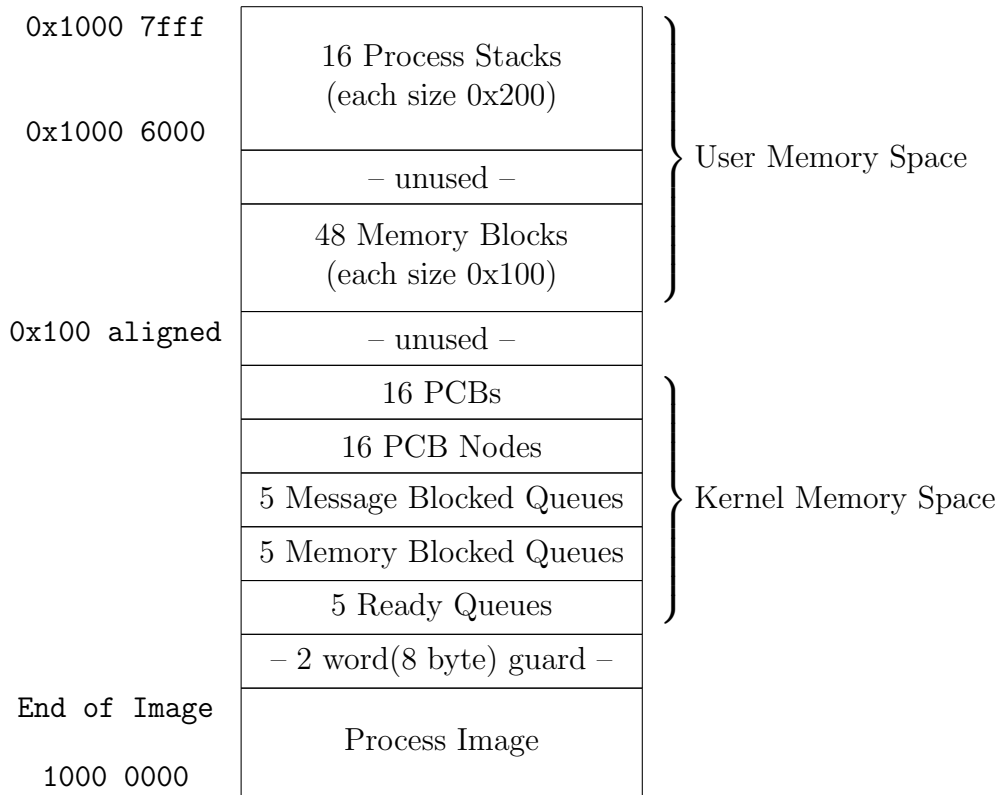 0x1000 7fff
16 Process Stacks
(each size 0x200)
0x1000 6000
User Memory Space
– unused –
48 Memory Blocks
(each size 0x100)
0x100 aligned
– unused –
16 PCBs
16 PCB Nodes
5 Message Blocked Queues
Kernel Memory Space
5 Memory Blocked Queues
5 Ready Queues
– 2 word(8 byte) guard –
End of Image
Process Image
1000 0000